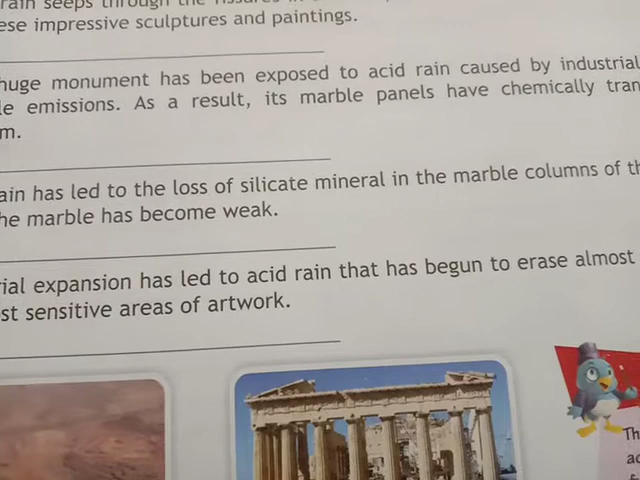 rain seeps through the fissures in
ese impressive sculptures and paintings.
huge monument has been exposed to acid rain caused by industrial
le emissions. As a result, its marble panels have chemically tran
m.
ain has led to the loss of silicate mineral in the marble columns of th
he marble has become weak.
rial expansion has led to acid rain that has begun to erase almost
st sensitive areas of artwork.
Th
ac